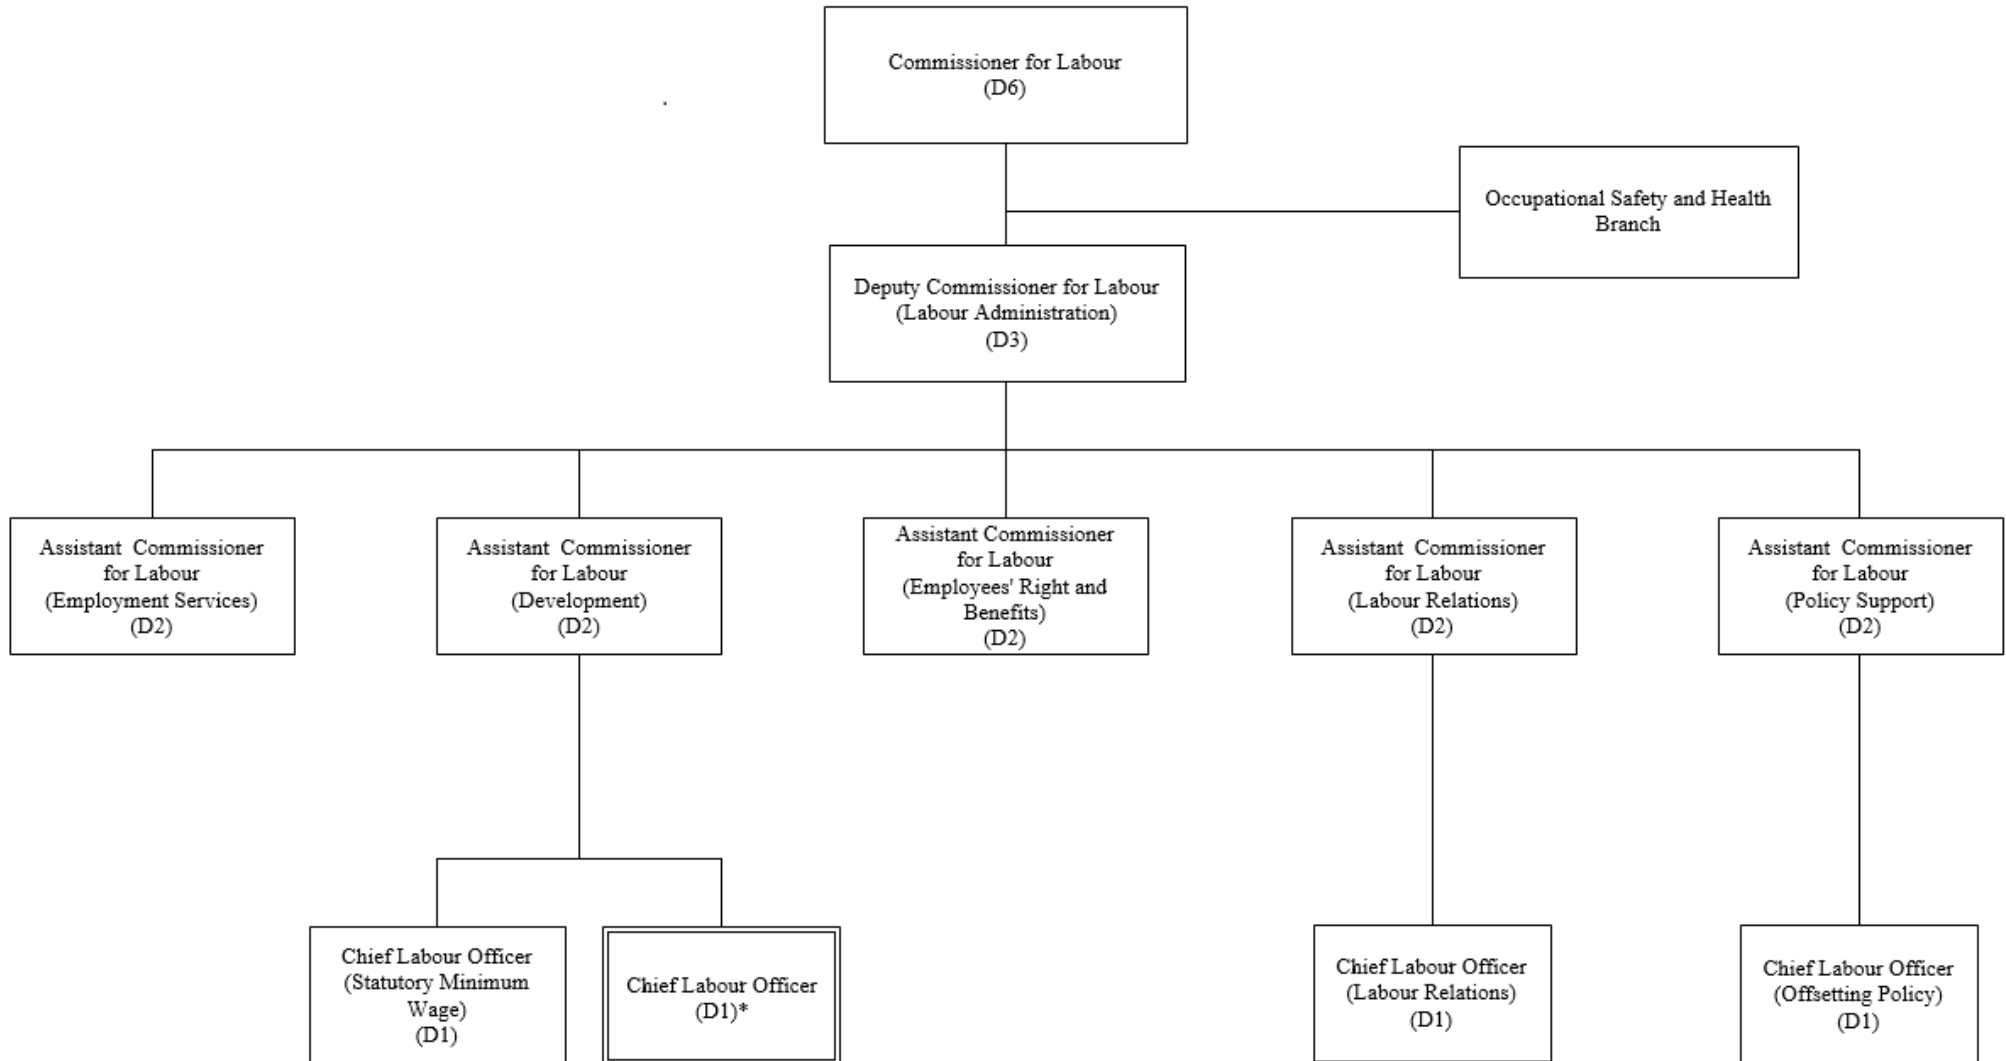 Commissioner for Labour
(D6)
Occupational Safety and Health
Branch
Deputy Commissioner for Labour
(Labour Administration)
(D3)
Assistant Commissioner
for Labour
(Employment Services)
(D2)
Assistant Commissioner
for Labour
(Development)
(D2)
Assistant Commissioner
for Labour
(Employees' Right and
Benefits)
(D2)
Assistant Commissioner
for Labour
(Labour Relations)
(D2)
Assistant Commissioner
for Labour
(Policy Support)
(D2)
Chief Labour Officer
(Statutory Minimum
Wage)
(D1)
Chief Labour Officer
(D1)*
Chief Labour Officer
(Labour Relations)
(D1)
Chief Labour Officer
(Offsetting Policy)
(D1)